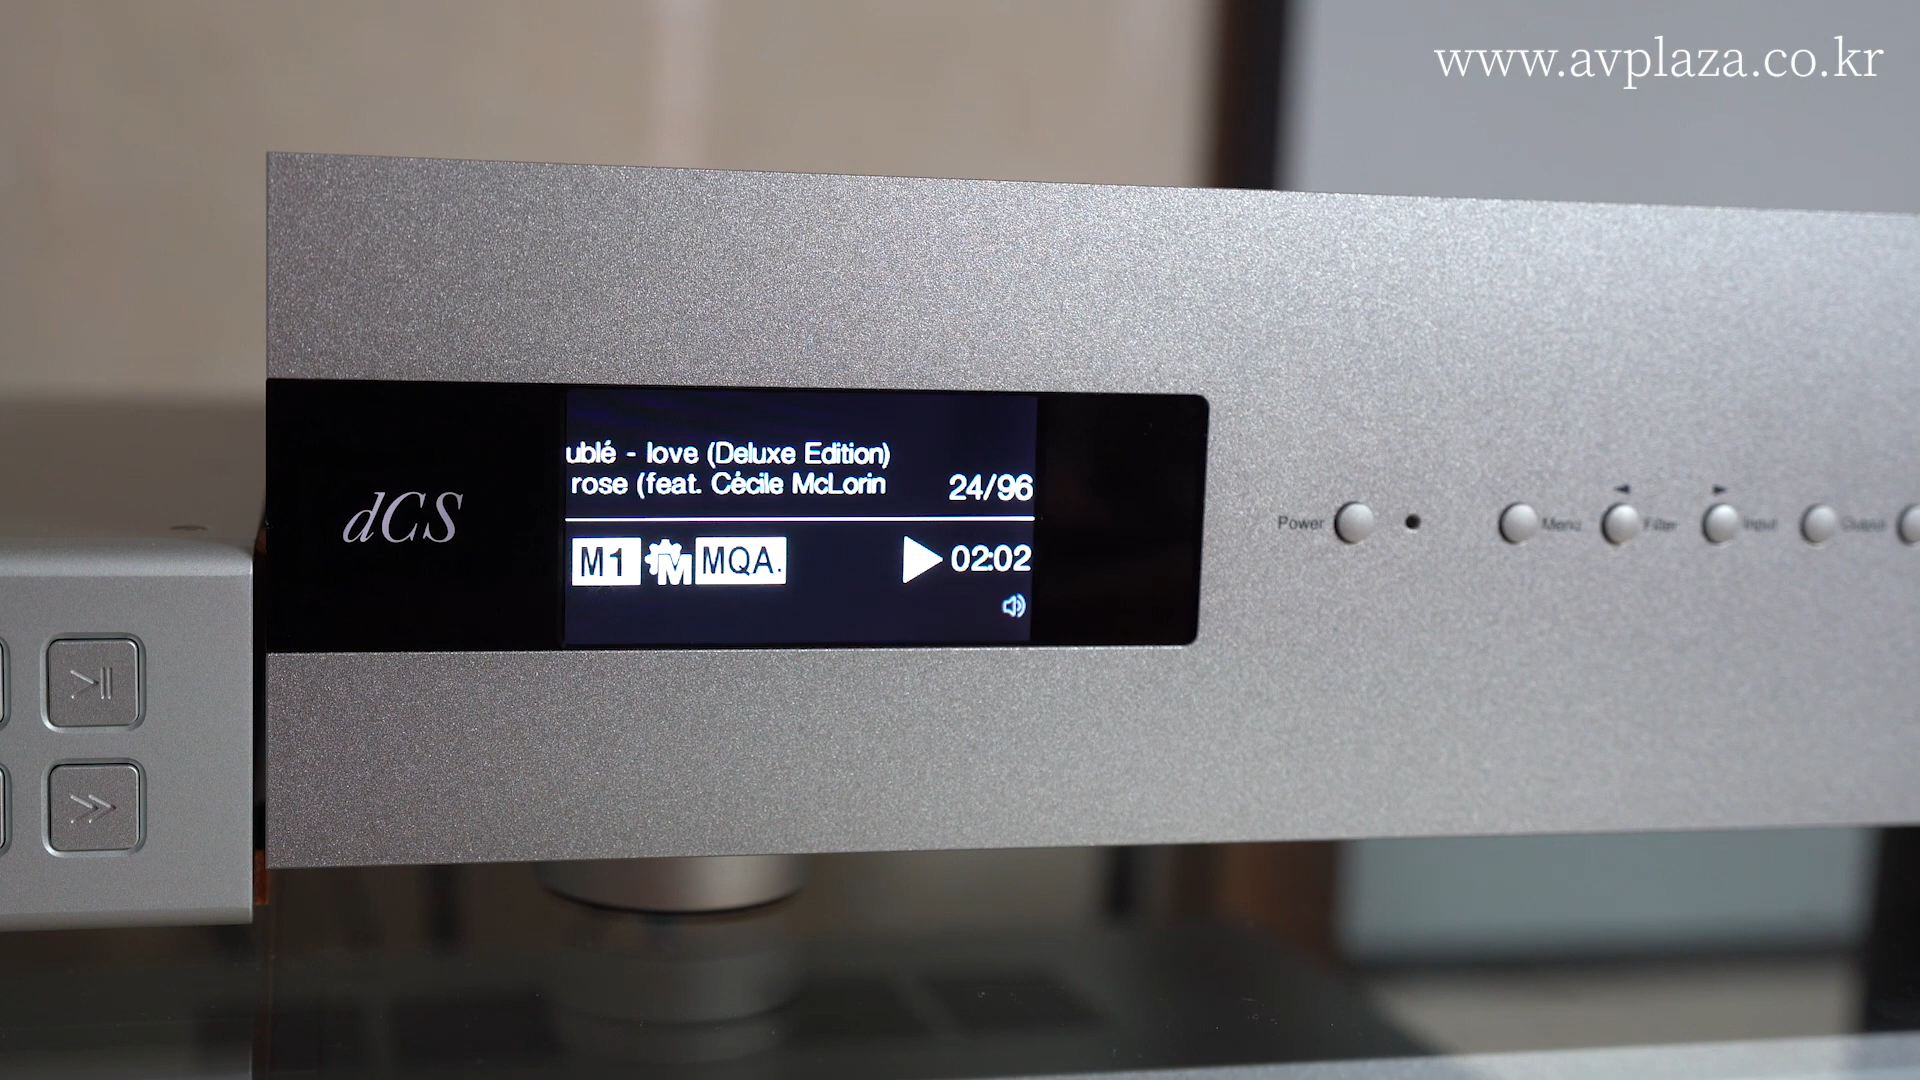 www.avplaza.co.kr
dCS
ublé - love (Deluxe Edition)
rose (feat. Cécile McLorin
24/96
M1 M MQA.
02:02
Power
Menu
Filter
Input
Output